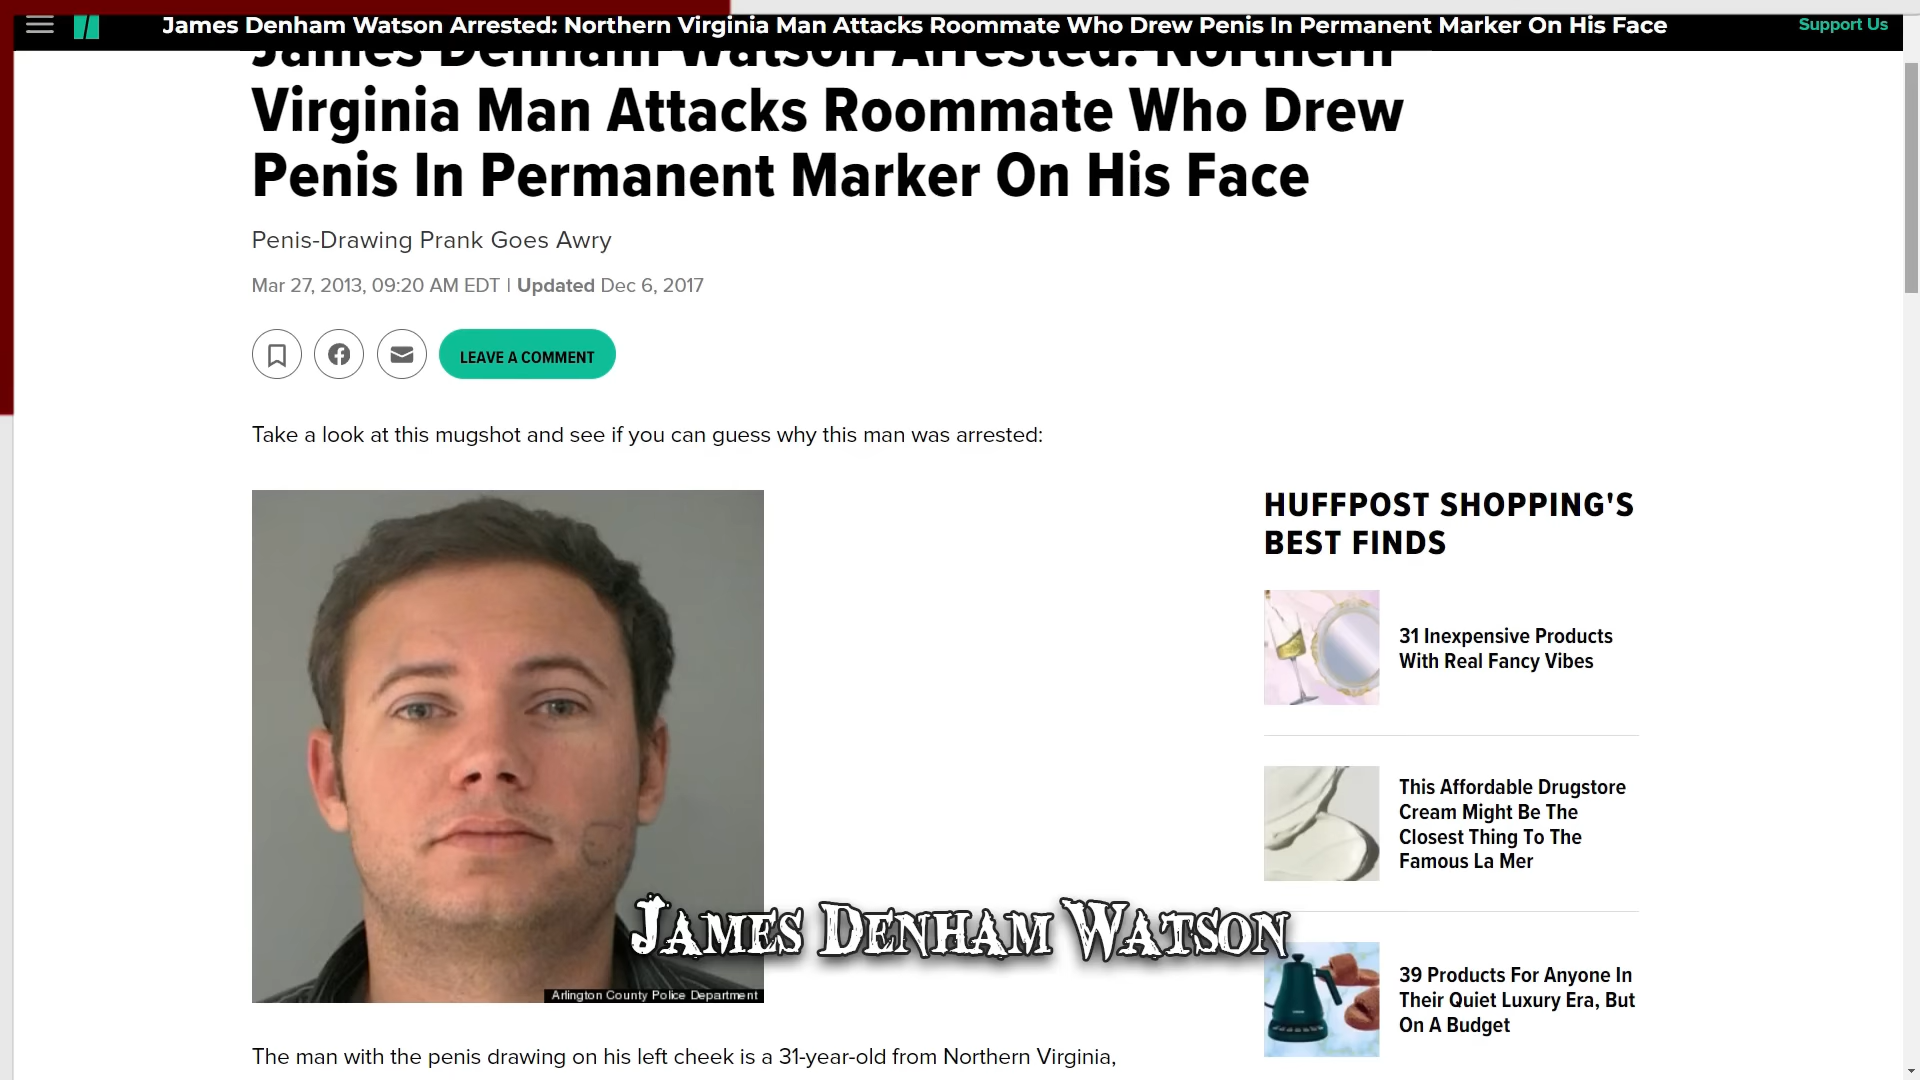 James Denham Watson Arrested: Northern Virginia Man Attacks Roommate Who Drew Penis In Permanent Marker On His Face
Support Us
James Denham Watson Arrested: Northern
Virginia Man Attacks Roommate Who Drew
Penis In Permanent Marker On His Face
Penis-Drawing Prank Goes Awry
Mar 27, 2013, 09:20 AM EDT | Updated Dec 6, 2017
LEAVE A COMMENT
Take a look at this mugshot and see if you can guess why this man was arrested:
Arlington County Police Department
James Denham Watson
The man with the penis drawing on his left cheek is a 31-year-old from Northern Virginia,
HUFFPOST SHOPPING'S
BEST FINDS
31 Inexpensive Products
With Real Fancy Vibes
This Affordable Drugstore
Cream Might Be The
Closest Thing To The
Famous La Mer
39 Products For Anyone In
Their Quiet Luxury Era, But
On A Budget